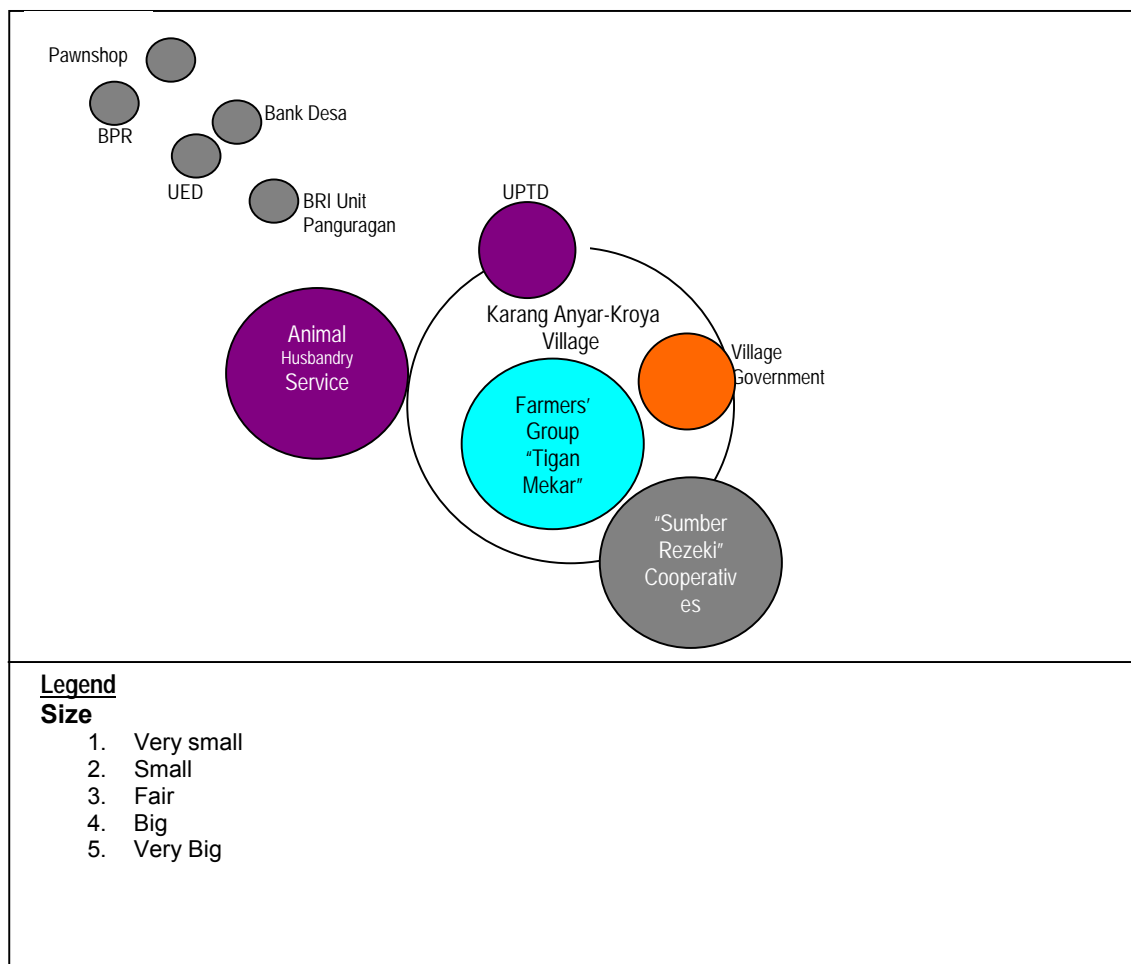 Pawnshop
BPR
Bank Desa
UED
BRI Unit
Panguragan
UPTD
Karang Anyar-Kroya
Village
Animal
Husbandry
Service
Village
Government
Farmers’
Group
“Tigan
Mekar”
“Sumber
Rezeki”
Cooperativ
es
Legend
Size
1. Very small
2. Small
3. Fair
4. Big
5. Very Big